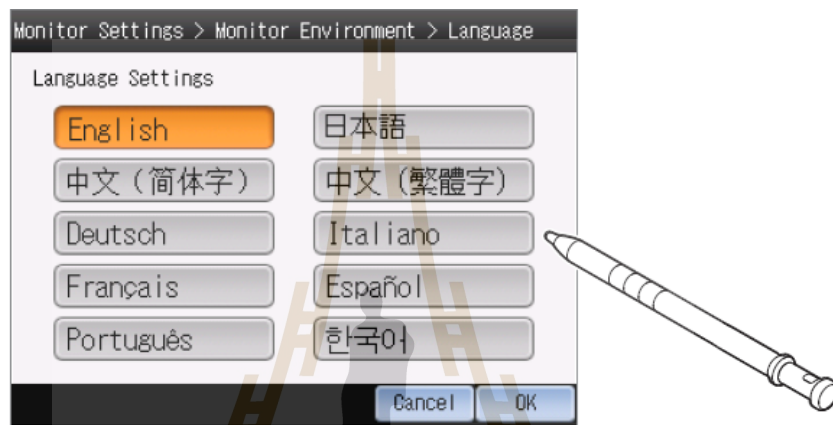 Monitor Settings > Monitor Environment > Language
Language Settings
English
日本語
中文（简体字）
中文（繁體字）
Deutsch
Italiano
Français
Español
Português
한국어
Cancel
OK